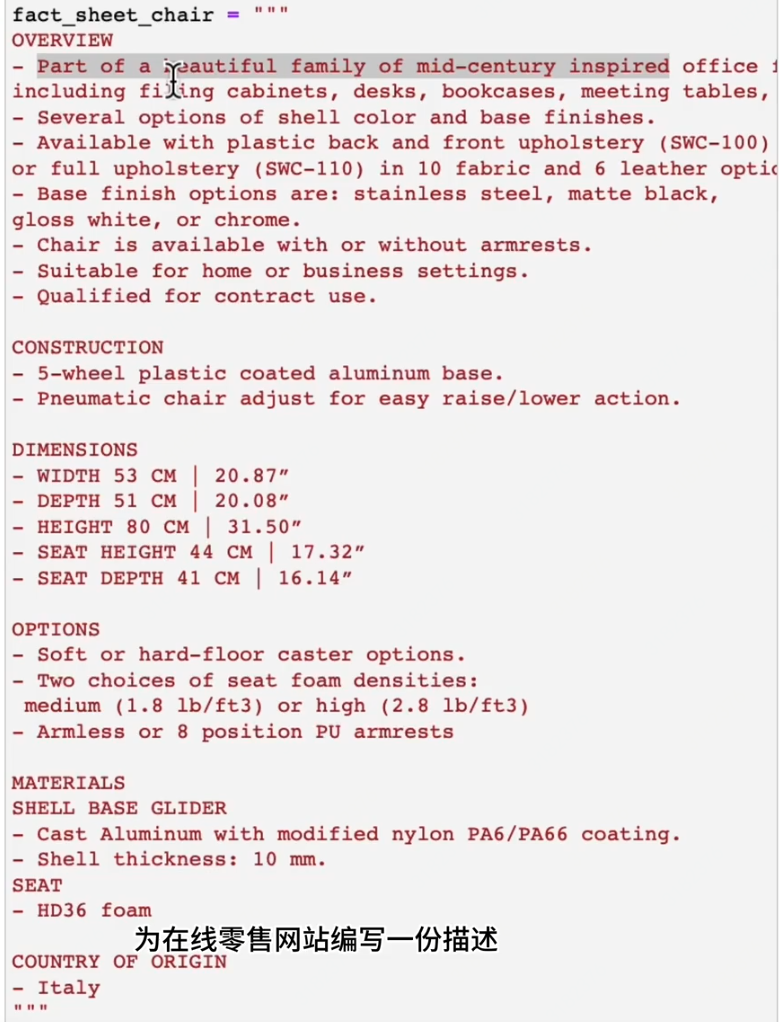 fact_sheet_chair = """
OVERVIEW
- Part of a beautiful family of mid-century inspired office
including filing cabinets, desks, bookcases, meeting tables,
- Several options of shell color and base finishes.
- Available with plastic back and front upholstery (SWC-100)
or full upholstery (SWC-110) in 10 fabric and 6 leather optic
- Base finish options are: stainless steel, matte black,
gloss white, or chrome.
- Chair is available with or without armrests.
- Suitable for home or business settings.
- Qualified for contract use.
CONSTRUCTION
- 5-wheel plastic coated aluminum base.
- Pneumatic chair adjust for easy raise/lower action.
DIMENSIONS
- WIDTH 53 CM | 20.87”
- DEPTH 51 CM | 20.08”
- HEIGHT 80 CM | 31.50”
- SEAT HEIGHT 44 CM | 17.32”
- SEAT DEPTH 41 CM | 16.14”
OPTIONS
- Soft or hard-floor caster options.
- Two choices of seat foam densities:
medium (1.8 lb/ft3) or high (2.8 lb/ft3)
- Armless or 8 position PU armrests
MATERIALS
SHELL BASE GLIDER
- Cast Aluminum with modified nylon PA6/PA66 coating.
- Shell thickness: 10 mm.
SEAT
- HD36 foam
为在线零售网站编写一份描述
COUNTRY OF ORIGIN
- Italy
"""